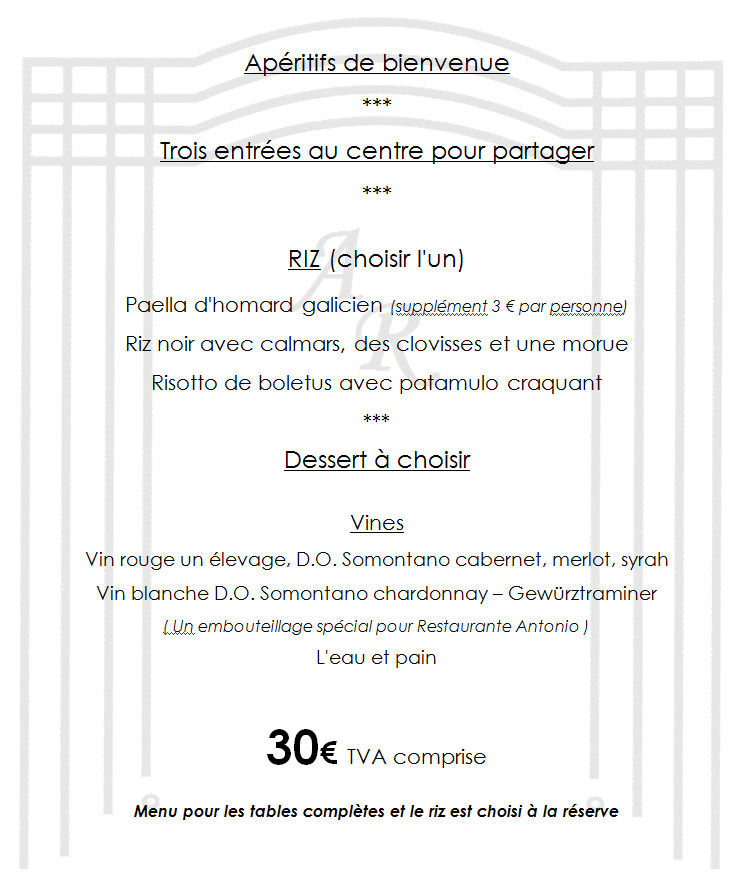 Apéritifs de bienvenue
***
Trois entrées au centre pour partager
***
RIZ (choisir l'un)
Paella d'homard galicien (supplément 3 € par personne)
Riz noir avec calmars, des clovisses et une morue
Risotto de boletus avec patamulo craquant
***
Dessert à choisir
Vines
Vin rouge un élevage, D.O. Somontano cabernet, merlot, syrah
Vin blanche D.O. Somontano chardonnay – Gewürztraminer
( Un embouteillage spécial pour Restaurante Antonio )
L'eau et pain
30€ TVA comprise
Menu pour les tables complètes et le riz est choisi à la réserve
A
R.